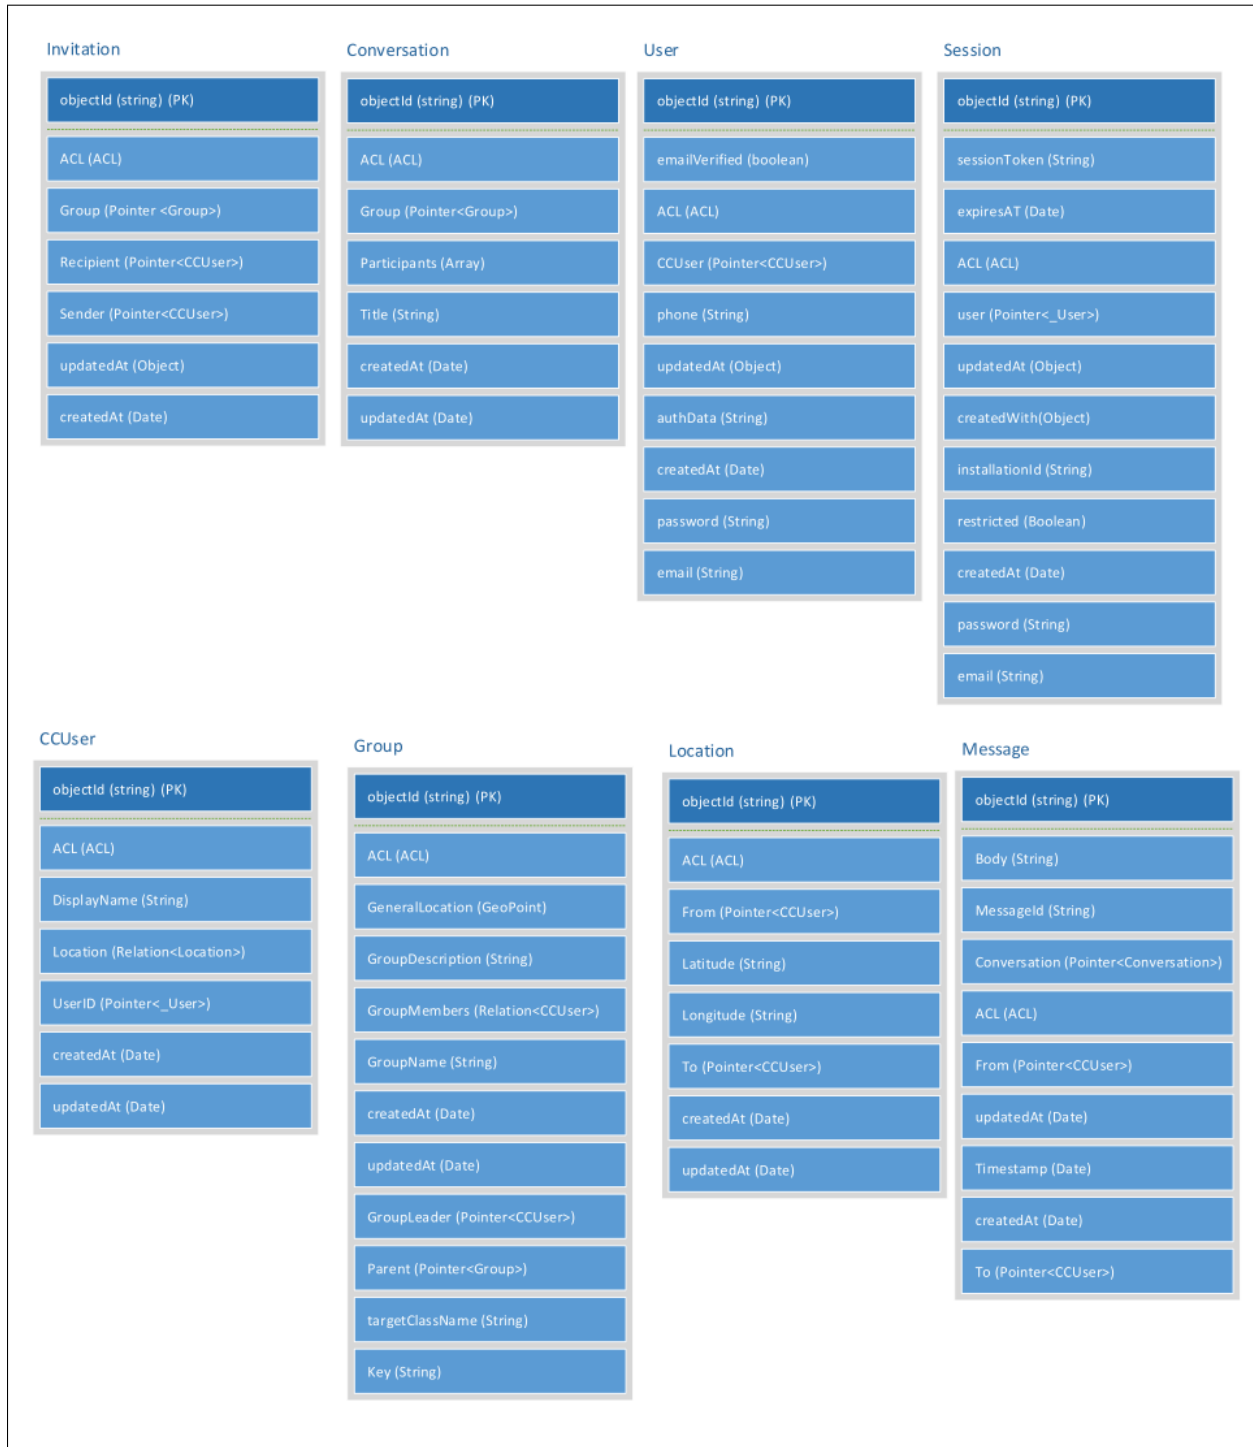 Invitation
objectId (string) (PK)
ACL (ACL)
Group (Pointer <Group>)
Recipient (Pointer<CCUser>)
Sender (Pointer<CCUser>)
updatedAt (Object)
createdAt (Date)
Conversation
objectId (string) (PK)
ACL (ACL)
Group (Pointer<Group>)
Participants (Array)
Title (String)
createdAt (Date)
updatedAt (Date)
User
objectId (string) (PK)
emailVerified (boolean)
ACL (ACL)
CCUser (Pointer<CCUser>)
phone (String)
updatedAt (Object)
authData (String)
createdAt (Date)
password (String)
email (String)
Session
objectId (string) (PK)
sessionToken (String)
expiresAT (Date)
ACL (ACL)
user (Pointer<_User>)
updatedAt (Object)
createdWith(Object)
installationId (String)
restricted (Boolean)
createdAt (Date)
password (String)
email (String)
CCUser
objectId (string) (PK)
ACL (ACL)
DisplayName (String)
Location (Relation<Location>)
UserID (Pointer<_User>)
createdAt (Date)
updatedAt (Date)
Group
objectId (string) (PK)
ACL (ACL)
GeneralLocation (GeoPoint)
GroupDescription (String)
GroupMembers (Relation<CCUser>)
GroupName (String)
createdAt (Date)
updatedAt (Date)
GroupLeader (Pointer<CCUser>)
Parent (Pointer<Group>)
targetClassName (String)
Key (String)
Location
objectId (string) (PK)
ACL (ACL)
From (Pointer<CCUser>)
Latitude (String)
Longitude (String)
To (Pointer<CCUser>)
createdAt (Date)
updatedAt (Date)
Message
objectId (string) (PK)
Body (String)
MessageId (String)
Conversation (Pointer<Conversation>)
ACL (ACL)
From (Pointer<CCUser>)
updatedAt (Date)
Timestamp (Date)
createdAt (Date)
To (Pointer<CCUser>)